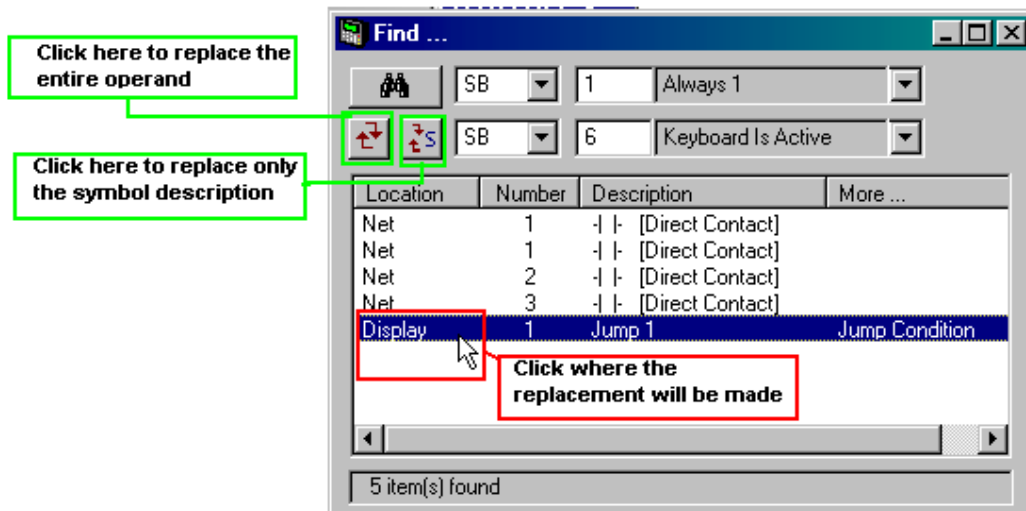 Find ...
Click here to replace the
entire operand
SB 1 Always 1
S SB 6 Keyboard Is Active
Click here to replace only
the symbol description
Location Number Description More ...
Net 1 -| |- [Direct Contact]
Net 1 -| |- [Direct Contact]
Net 2 -| |- [Direct Contact]
Net 3 -| |- [Direct Contact]
Display 1 Jump 1 Jump Condition
Click where the
replacement will be made
5 item(s) found